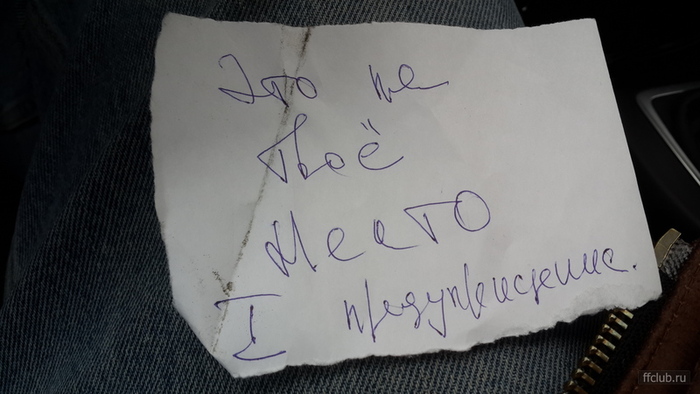 Это не
твоё
место
I предупреждение.
ffclub.ru